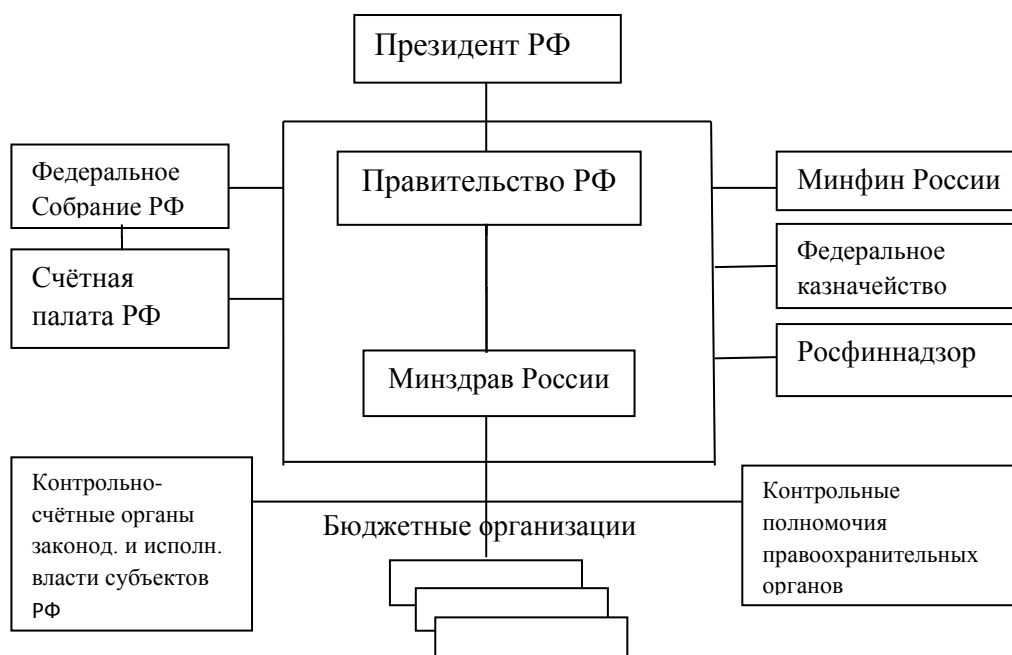 Президент РФ
Федеральное
Собрание РФ
Правительство РФ
Минфин России
Счётная
палата РФ
Федеральное
казначейство
Минздрав России
Росфиннадзор
Контрольно-
счётные органы
законод. и исполн.
власти субъектов
РФ
Бюджетные организации
Контрольные
полномочия
правоохранительных
органов